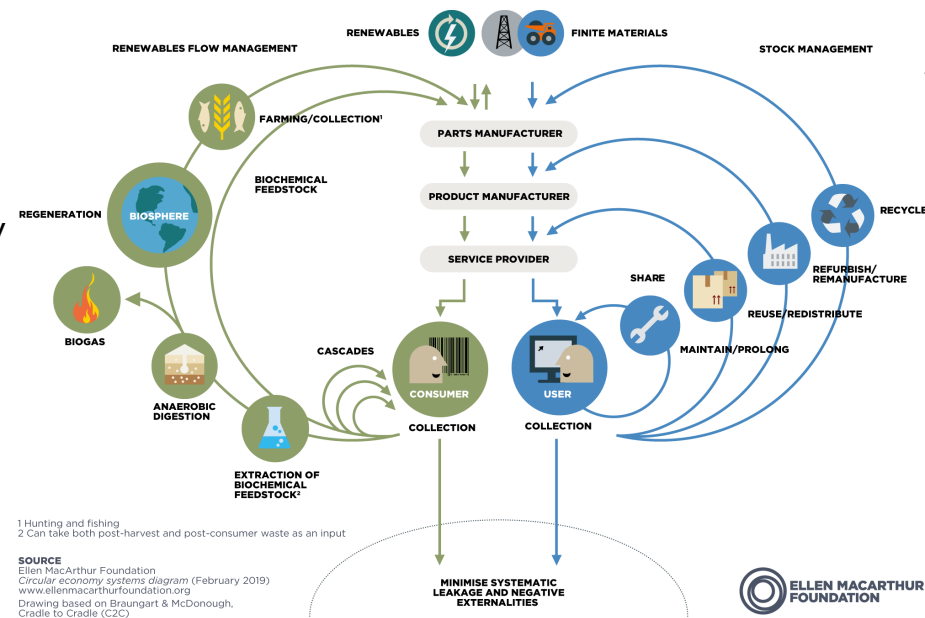 RENEWABLES
FINITE MATERIALS
RENEWABLES FLOW MANAGEMENT
STOCK MANAGEMENT
FARMING/COLLECTION¹
PARTS MANUFACTURER
BIOCHEMICAL
FEEDSTOCK
PRODUCT MANUFACTURER
REGENERATION
BIOSPHERE
RECYCLE
SERVICE PROVIDER
SHARE
REFURBISH/
REMANUFACTURE
REUSE/REDISTRIBUTE
BIOGAS
CASCADES
MAINTAIN/PROLONG
CONSUMER
USER
ANAEROBIC
DIGESTION
COLLECTION
COLLECTION
EXTRACTION OF
BIOCHEMICAL
FEEDSTOCK²
1 Hunting and fishing
2 Can take both post-harvest and post-consumer waste as an input
SOURCE
Ellen MacArthur Foundation
Circular economy systems diagram (February 2019)
www.ellenmacarthurfoundation.org
Drawing based on Braungart & McDonough,
Cradle to Cradle (C2C)
MINIMISE SYSTEMATIC
LEAKAGE AND NEGATIVE
EXTERNALITIES
ELLEN MACARTHUR
FOUNDATION